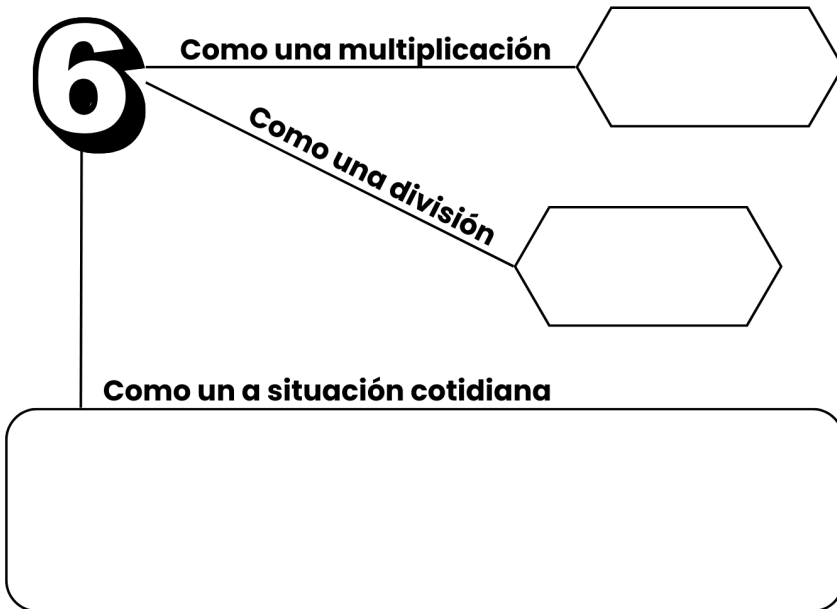 6
Como una multiplicación
Como una división
Como un a situación cotidiana